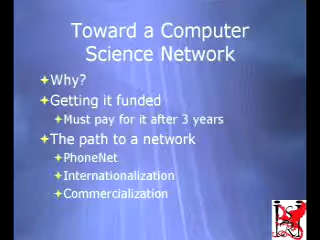 Toward a Computer
Science Network
Why?
Getting it funded
Must pay for it after 3 years
The path to a network
PhoneNet
Internationalization
Commercialization